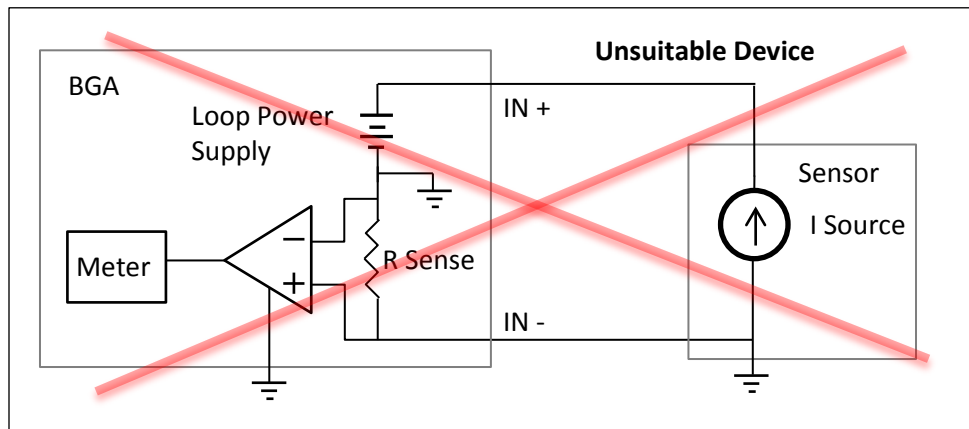 Unsuitable Device
BGA
Loop Power
Supply
IN +
Sensor
I Source
Meter
R Sense
IN -